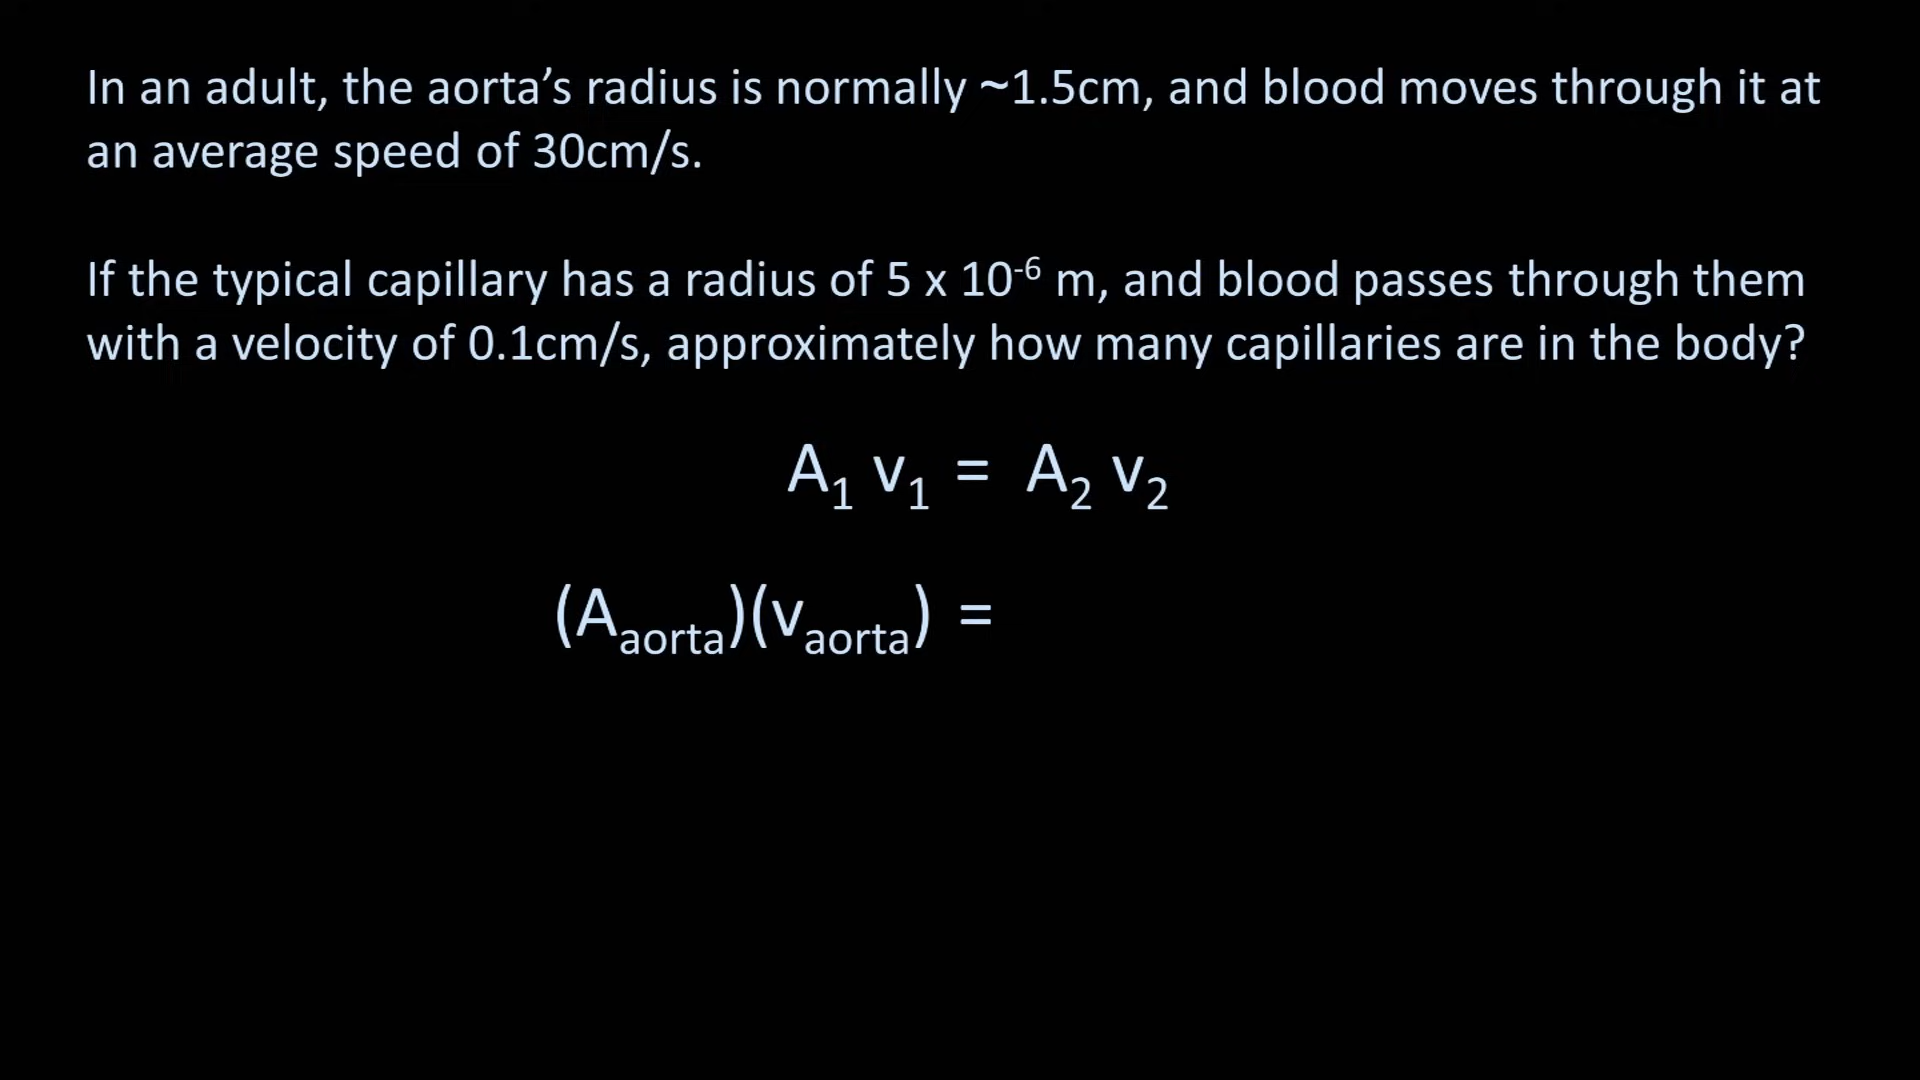 In an adult, the aorta’s radius is normally ~1.5cm, and blood moves through it at
an average speed of 30cm/s.
If the typical capillary has a radius of 5 x 10⁻⁶ m, and blood passes through them
with a velocity of 0.1cm/s, approximately how many capillaries are in the body?
A₁ v₁ = A₂ v₂
(A_aorta)(v_aorta) =